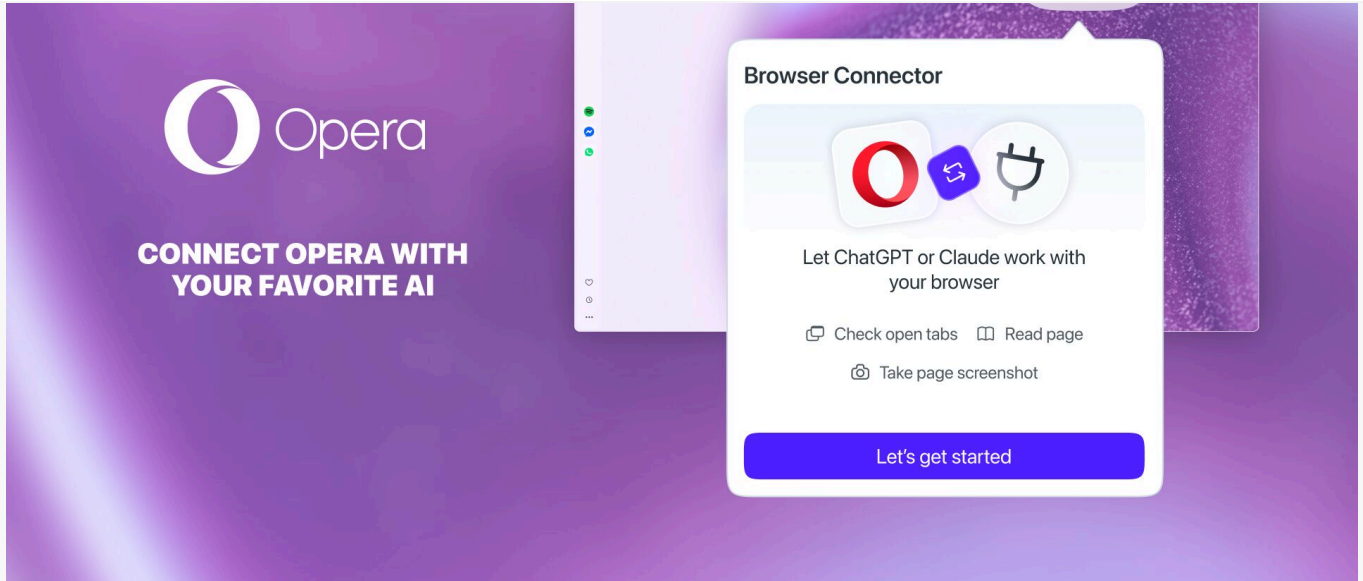 Opera
CONNECT OPERA WITH
YOUR FAVORITE AI
Browser Connector
Let ChatGPT or Claude work with
your browser
Check open tabs Read page
Take page screenshot
Let's get started